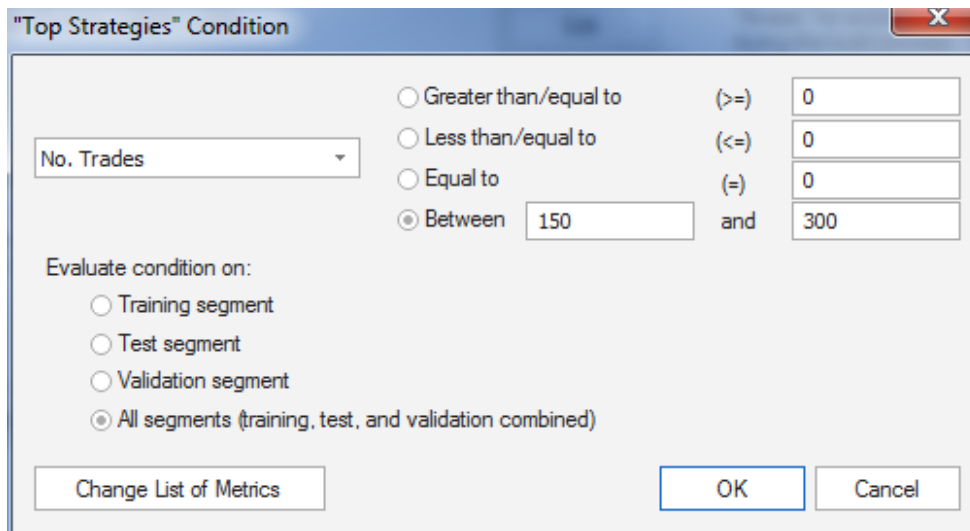 "Top Strategies" Condition
X
Greater than/equal to (>=) 0
Less than/equal to (<=) 0
No. Trades
Equal to (=) 0
Between 150 and 300
Evaluate condition on:
Training segment
Test segment
Validation segment
All segments (training, test, and validation combined)
Change List of Metrics OK Cancel